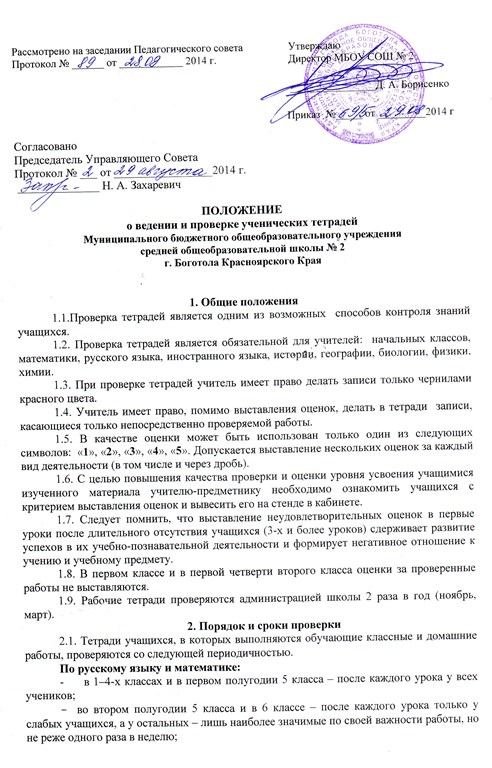 Рассмотрено на заседании Педагогического совета
Протокол № 89 от 28.08 2014 г.
Утверждаю
Директор МБОУ СОШ №
Д. А. Борисенко
Приказ № от 29.08 2014 г
Согласовано
Председатель Управляющего Совета
Протокол № 2 от 29 августа 2014 г.
Н. А. Захаревич
ПОЛОЖЕНИЕ
о ведении и проверке ученических тетрадей
Муниципального бюджетного общеобразовательного учреждения
средней общеобразовательной школы № 2
г. Боготола Красноярского Края
1. Общие положения
1.1.Проверка тетрадей является одним из возможных способов контроля знаний
учащихся.
1.2. Проверка тетрадей является обязательной для учителей: начальных классов,
математики, русского языка, иностранного языка, истории, географии, биологии, физики,
химии.
1.3. При проверке тетрадей учитель имеет право делать записи только чернилами
красного цвета.
1.4. Учитель имеет право, помимо выставления оценок, делать в тетради записи,
касающиеся только непосредственно проверяемой работы.
1.5. В качестве оценки может быть использован только один из следующих
символов: «1», «2», «3», «4», «5». Допускается выставление нескольких оценок за каждый
вид деятельности (в том числе и через дробь).
1.6. С целью повышения качества проверки и оценки уровня усвоения учащимися
изученного материала учителю-предметнику необходимо ознакомить учащихся с
критерием выставления оценок и вывесить его на стенде в кабинете.
1.7. Следует помнить, что выставление неудовлетворительных оценок в первые
уроки после длительного отсутствия учащихся (3-х и более уроков) сдерживает развитие
успехов в их учебно-познавательной деятельности и формирует негативное отношение к
учению и учебному предмету.
1.8. В первом классе и в первой четверти второго класса оценки за проверенные
работы не выставляются.
1.9. Рабочие тетради проверяются администрацией школы 2 раза в год (ноябрь,
март).
2. Порядок и сроки проверки
2.1. Тетради учащихся, в которых выполняются обучающие классные и домашние
работы, проверяются со следующей периодичностью.
По русскому языку и математике:
- в 1–4-х классах и в первом полугодии 5 класса – после каждого урока у всех
учеников;
– во втором полугодии 5 класса и в 6 классе – после каждого урока только у
слабых учащихся, а у остальных – лишь наиболее значимые по своей важности работы, но
не реже одного раза в неделю;